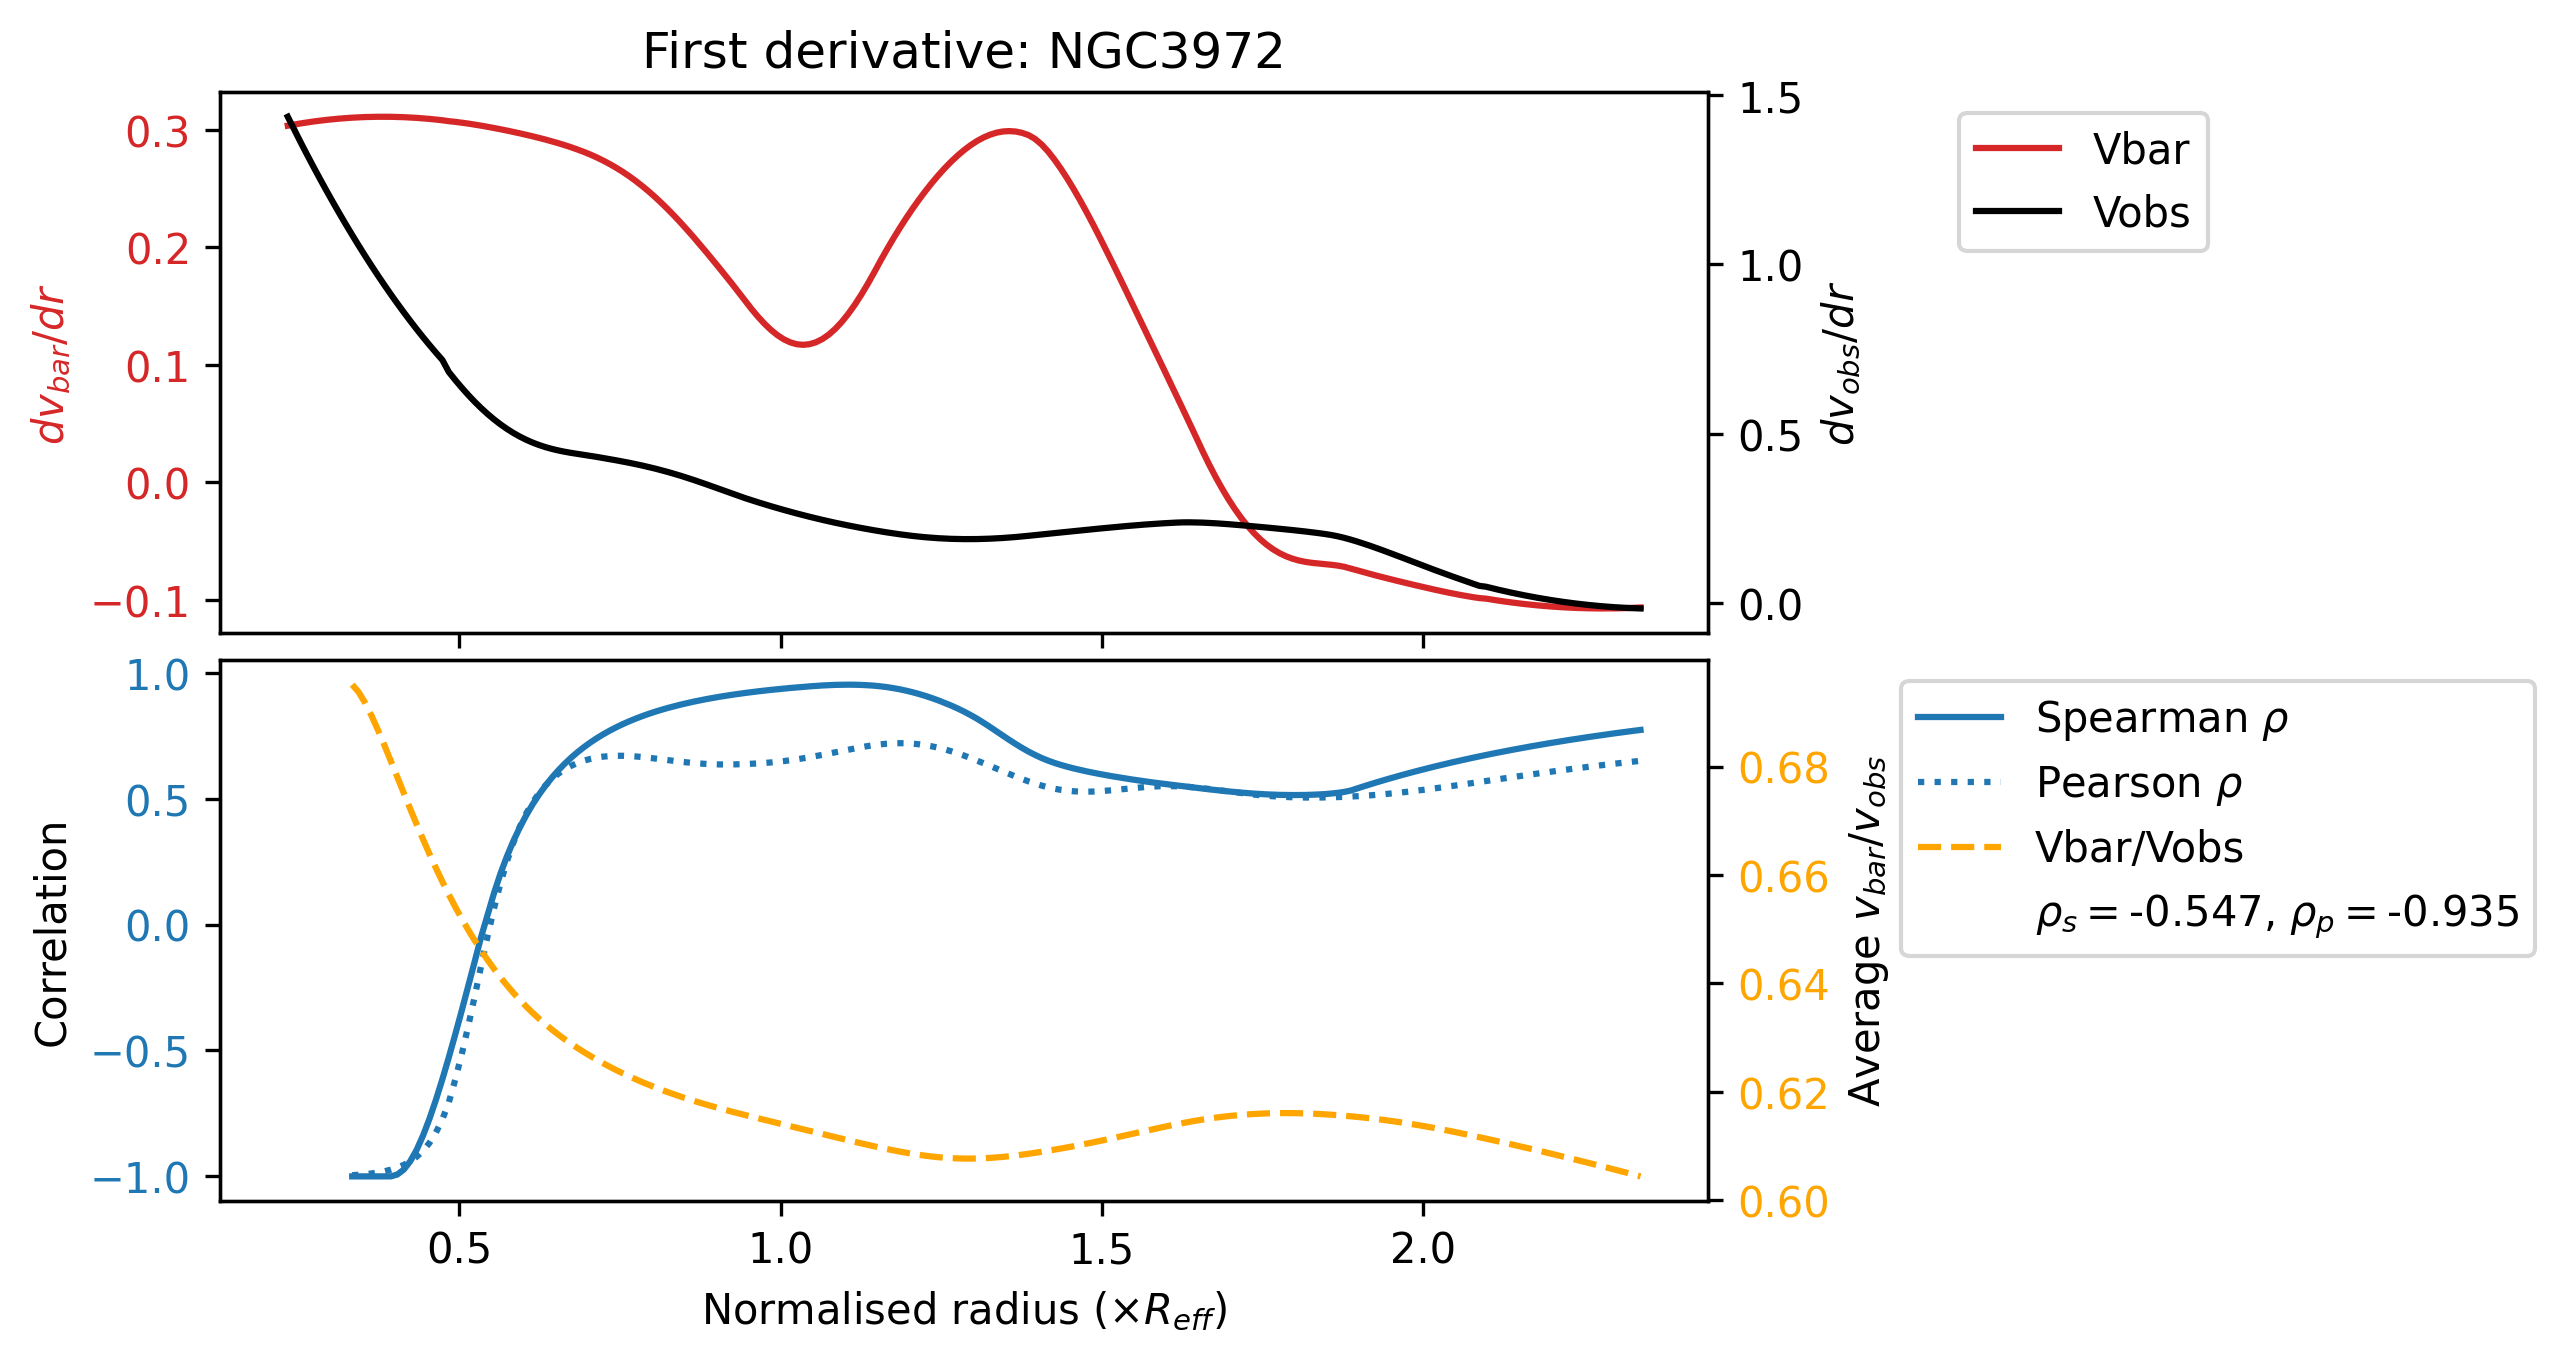 First derivative: NGC3972
0.3
0.2
0.1
0.0
−0.1
dv_bar/dr
1.5
1.0
0.5
0.0
dv_obs/dr
Vbar
Vobs
1.0
0.5
0.0
−0.5
−1.0
Correlation
0.68
0.66
0.64
0.62
0.60
Average v_bar/v_obs
Spearman ρ
Pearson ρ
Vbar/Vobs
ρ_s = -0.547, ρ_p = -0.935
0.5 1.0 1.5 2.0
Normalised radius (×R_eff)